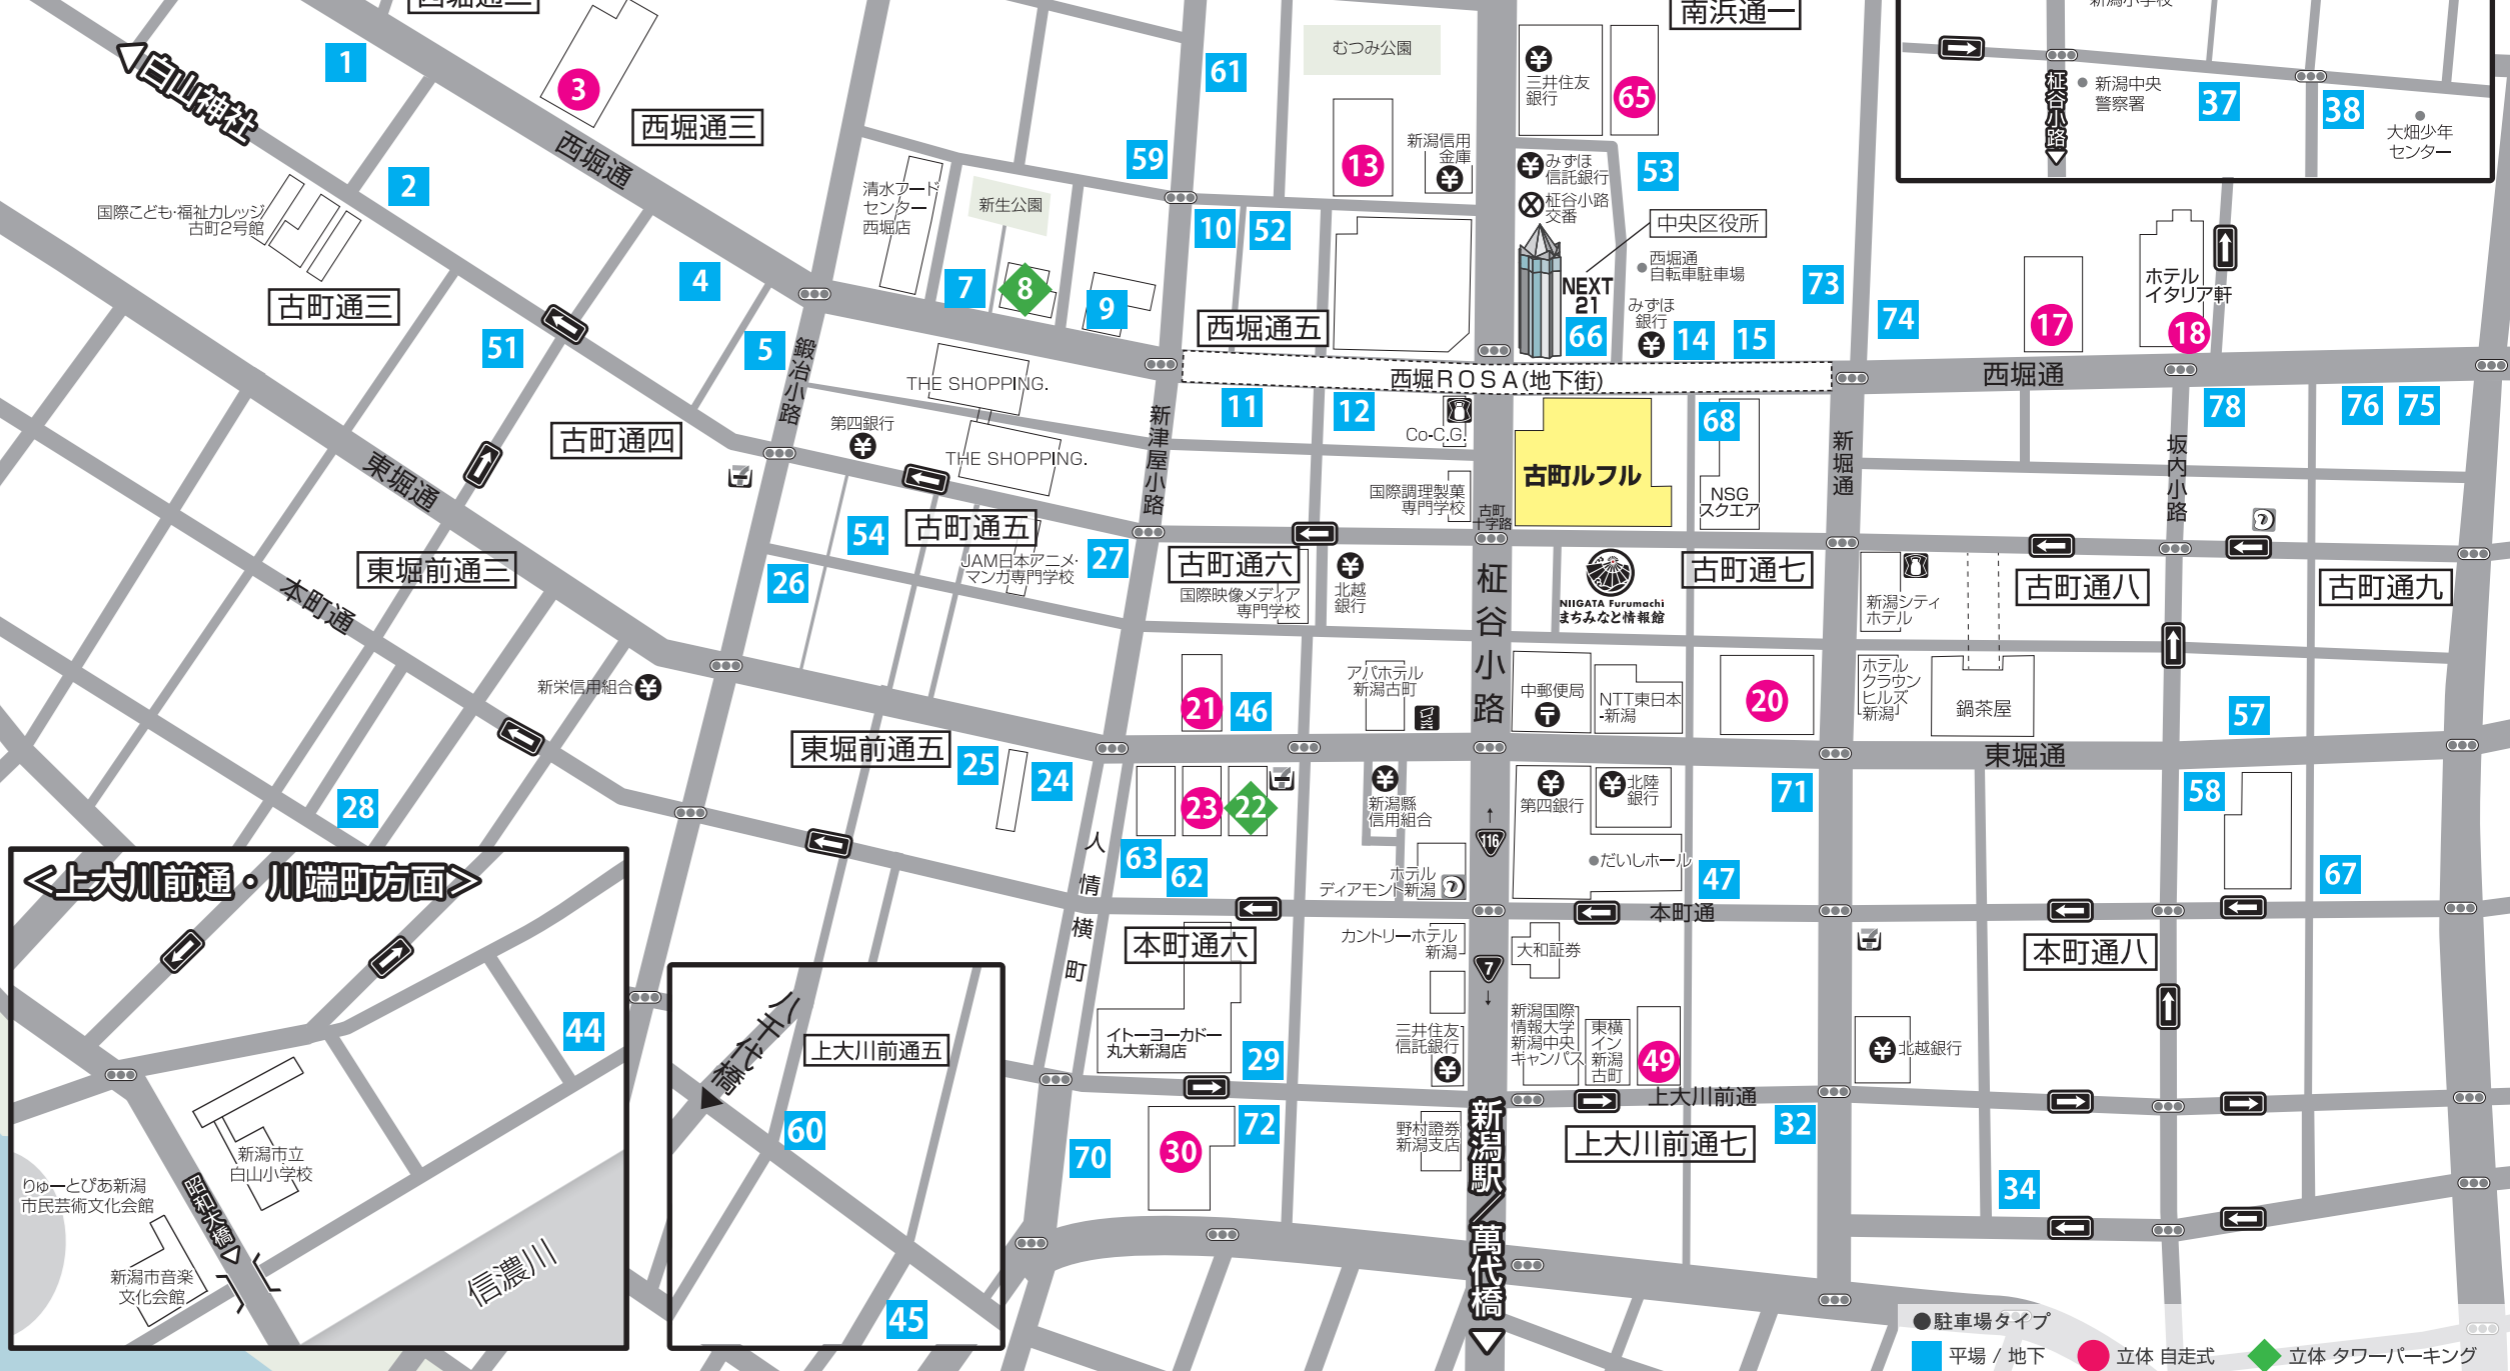 西堀通二
南浜通一
新潟小学校
1
3
白山神社
61
むつみ公園
三井住友
銀行
65
柾谷小路
新潟中央
警察署
37
38
大畑少年
センター
西堀通三
西堀通
2
国際こども・福祉カレッジ
古町2号館
59
13
新潟信用
金庫
みずほ
信託銀行
53
柾谷小路
交番
中央区役所
清水フード
センター
西堀店
新生公園
10
52
西堀通
自転車駐車場
NEXT
21
みずほ
銀行
66
14
15
73
74
17
ホテル
イタリア軒
18
古町通三
4
7
8
9
西堀通五
51
5
鍛冶小路
西堀ROSA(地下街)
西堀通
THE SHOPPING.
THE SHOPPING.
新津屋小路
11
12
Co-C.G.
68
78
76
75
古町通四
第四銀行
古町ルフル
NSG
スクエア
新堀通
坂内小路
東堀通
国際調理製菓
専門学校
古町
十字路
54
古町通五
JAM日本アニメ・
マンガ専門学校
27
26
古町通六
国際映像メディア
専門学校
北越
銀行
柾谷小路
NIIGATA Furumachi
まちみなと情報館
古町通七
新潟シティ
ホテル
古町通八
古町通九
東堀前通三
本町通
新栄信用組合
21
46
アパホテル
新潟古町
中郵便局
NTT東日本
-新潟
20
ホテル
クラウン
ヒルズ
新潟
鍋茶屋
57
東堀前通五
25
24
東堀通
28
23
22
新潟縣
信用組合
第四銀行
北陸
銀行
71
58
人情横町
63
62
116
だいしホール
ホテル
ディアモント新潟
47
67
本町通
本町通六
カントリーホテル
新潟
大和証券
7
本町通八
<上大川前通・川端町方面>
44
新潟市立
白山小学校
りゅーとぴあ新潟
市民芸術文化会館
昭和大橋
新潟市音楽
文化会館
信濃川
八千代橋
上大川前通五
60
45
イトーヨーカドー
丸大新潟店
29
三井住友
信託銀行
新潟国際
情報大学
新潟中央
キャンパス
東横
イン
新潟
古町
49
北越銀行
上大川前通
70
30
72
野村證券
新潟支店
新潟駅/萬代橋
上大川前通七
32
34
●駐車場タイプ
平場 / 地下
立体 自走式
立体 タワーパーキング